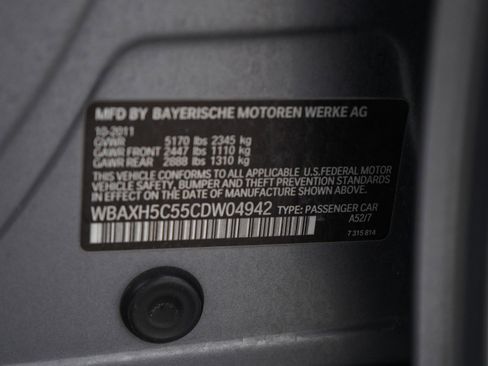 MFD BY BAYERISCHE MOTOREN WERKE AG
10-2011
GVWR 5170 lbs 2345 kg
GAWR FRONT 2447 lbs 1110 kg
GAWR REAR 2888 lbs 1310 kg
THIS VEHICLE CONFORMS TO ALL APPLICABLE U.S. FEDERAL MOTOR
VEHICLE SAFETY, BUMPER AND THEFT PREVENTION STANDARDS
IN EFFECT ON THE DATE OF MANUFACTURE SHOWN ABOVE.
WBAXH5C55CDW04942 TYPE: PASSENGER CAR
A52/7
7 315 814